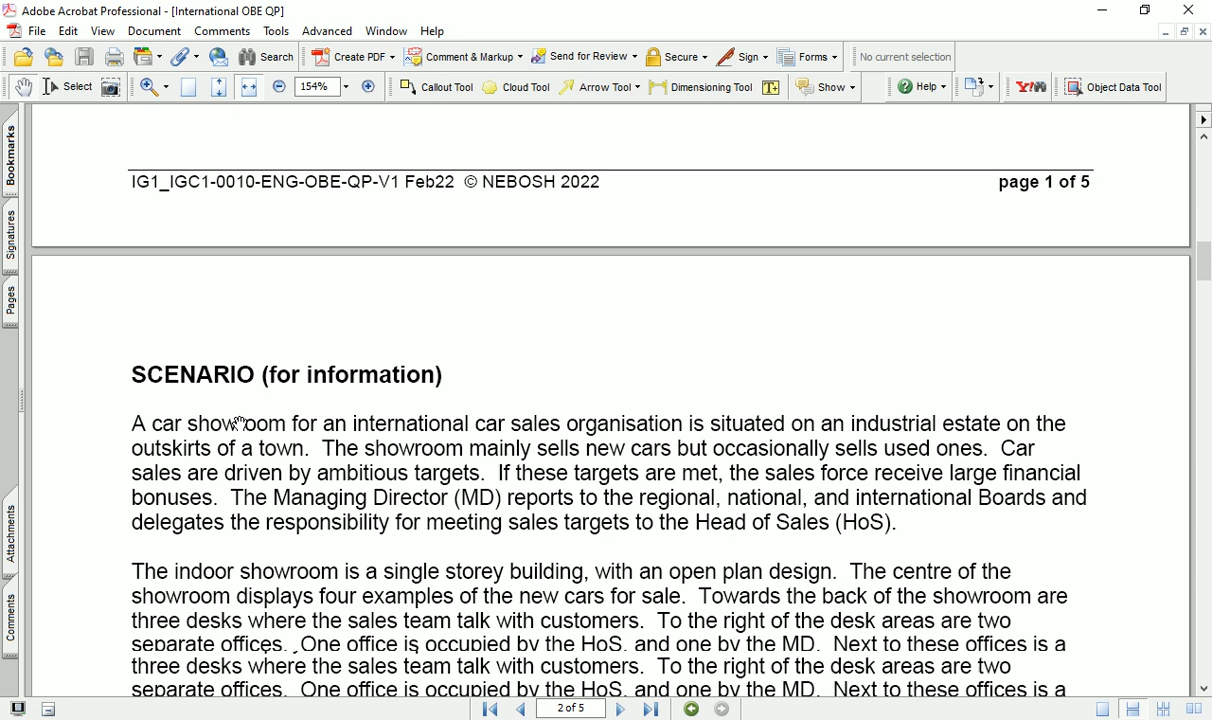 Adobe Acrobat Professional - [International OBE QP]
File Edit View Document Comments Tools Advanced Window Help
Search Create PDF Comment & Markup Send for Review Secure Sign Forms No current selection
Select 154% Callout Tool Cloud Tool Arrow Tool Dimensioning Tool T Show Help Y! Object Data Tool
Bookmarks
Signatures
Pages
Attachments
Comments
IG1_IGC1-0010-ENG-OBE-QP-V1 Feb22 © NEBOSH 2022 page 1 of 5
SCENARIO (for information)
A car showroom for an international car sales organisation is situated on an industrial estate on the
outskirts of a town. The showroom mainly sells new cars but occasionally sells used ones. Car
sales are driven by ambitious targets. If these targets are met, the sales force receive large financial
bonuses. The Managing Director (MD) reports to the regional, national, and international Boards and
delegates the responsibility for meeting sales targets to the Head of Sales (HoS).
The indoor showroom is a single storey building, with an open plan design. The centre of the
showroom displays four examples of the new cars for sale. Towards the back of the showroom are
three desks where the sales team talk with customers. To the right of the desk areas are two
separate offices. One office is occupied by the HoS, and one by the MD. Next to these offices is a
three desks where the sales team talk with customers. To the right of the desk areas are two
separate offices. One office is occupied by the HoS, and one by the MD. Next to these offices is a
2 of 5